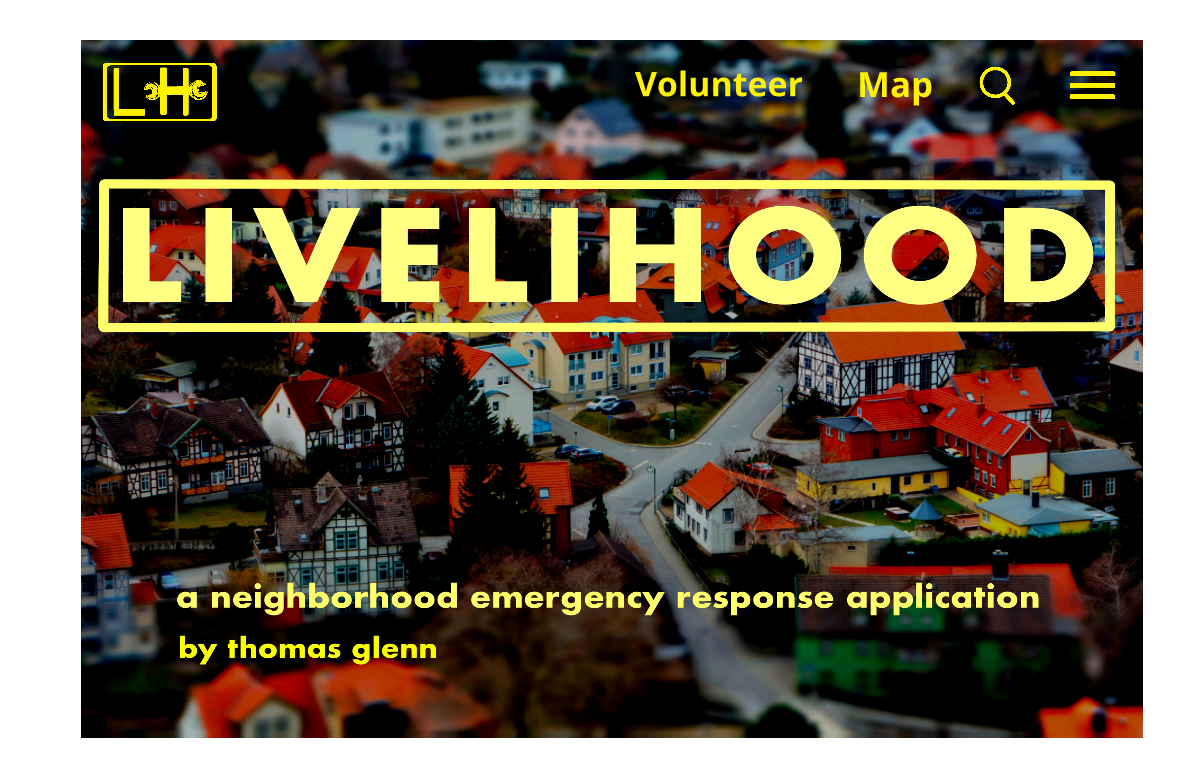 LH
Volunteer Map
LIVELIHOOD
a neighborhood emergency response application
by thomas glenn